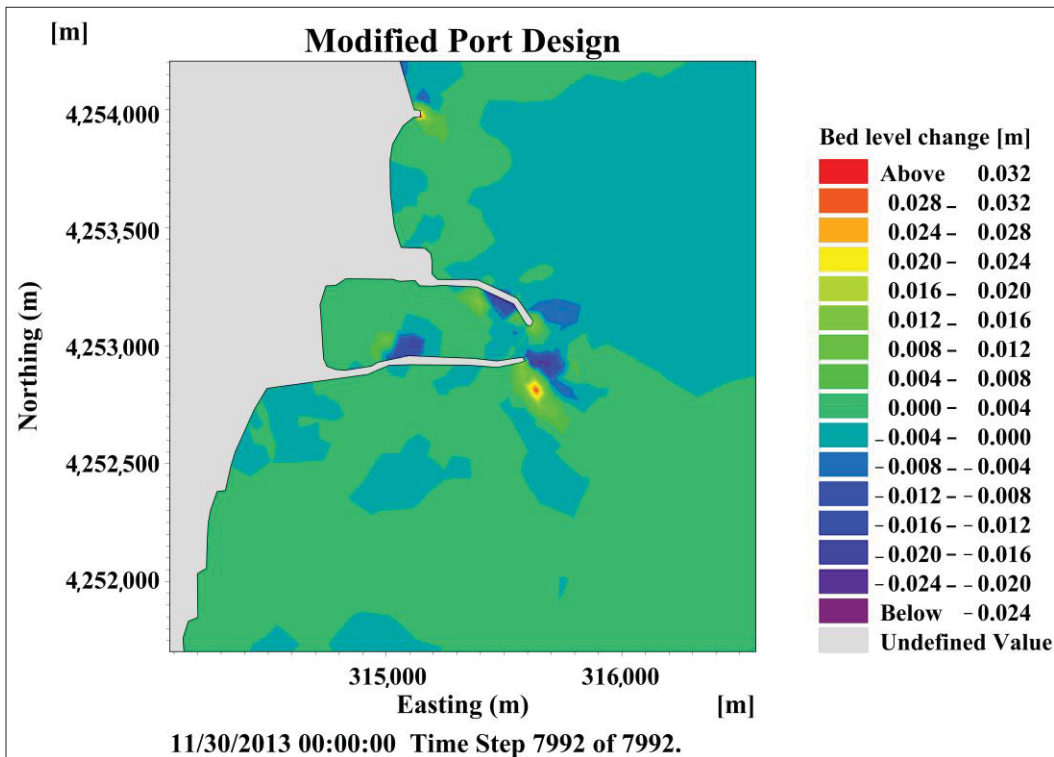 [m]
Modified Port Design
4,254,000
4,253,500
4,253,000
4,252,500
4,252,000
Northing (m)
315,000
316,000
Easting (m)
[m]
11/30/2013 00:00:00 Time Step 7992 of 7992.
Bed level change [m]
Above 0.032
0.028 – 0.032
0.024 – 0.028
0.020 – 0.024
0.016 – 0.020
0.012 – 0.016
0.008 – 0.012
0.004 – 0.008
0.000 – 0.004
– 0.004 – 0.000
– 0.008 – – 0.004
– 0.012 – – 0.008
– 0.016 – – 0.012
– 0.020 – – 0.016
– 0.024 – – 0.020
Below – 0.024
Undefined Value